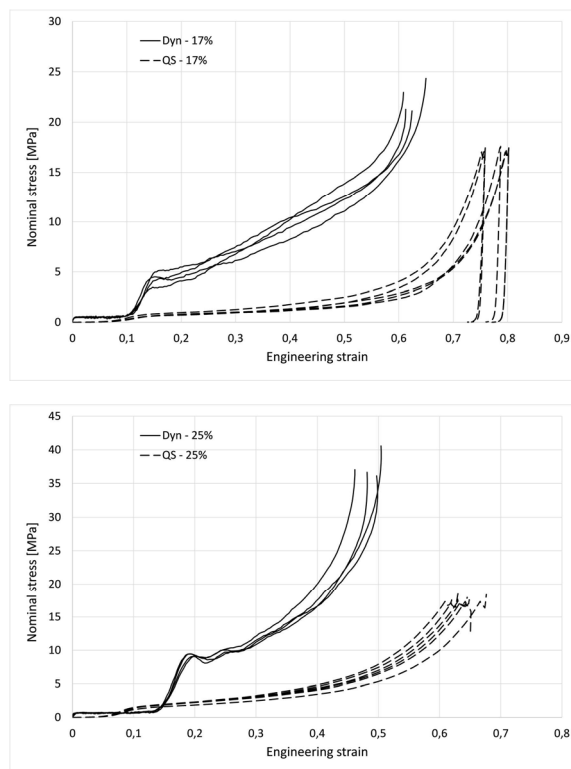 30
25
20
15
10
5
0
Nominal stress [MPa]
Dyn - 17%
QS - 17%
0 0,1 0,2 0,3 0,4 0,5 0,6 0,7 0,8 0,9
Engineering strain
45
40
35
30
25
20
15
10
5
0
Nominal stress [MPa]
Dyn - 25%
QS - 25%
0 0,1 0,2 0,3 0,4 0,5 0,6 0,7 0,8
Engineering strain